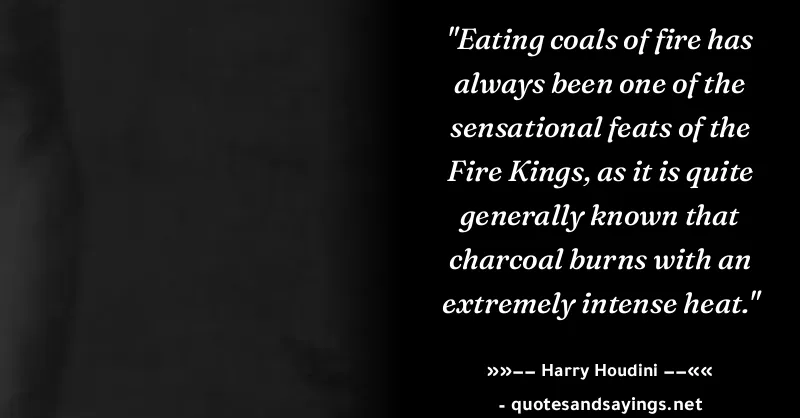 "Eating coals of fire has
always been one of the
sensational feats of the
Fire Kings, as it is quite
generally known that
charcoal burns with an
extremely intense heat."
»»−− Harry Houdini −−««
- quotesandsayings.net